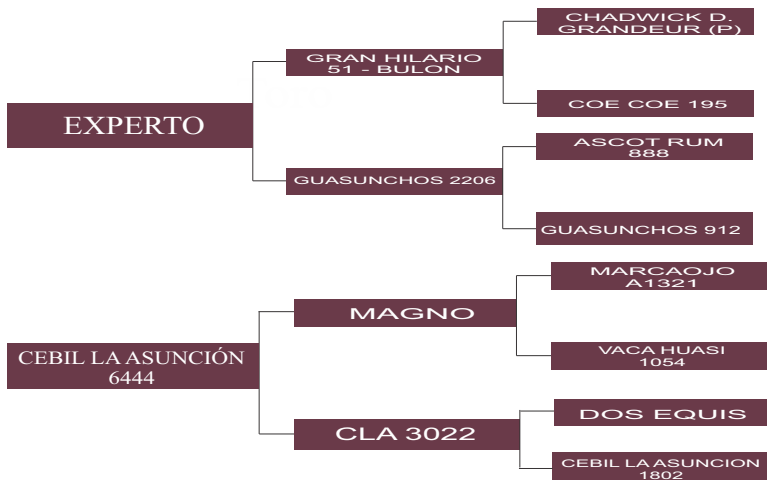 CHADWICK D.
GRANDEUR (P)
GRAN HILARIO
51 - BULON
COE COE 195
EXPERTO
ASCOT RUM
888
GUASUNCHOS 2206
GUASUNCHOS 912
MARCAOJO
A1321
MAGNO
VACA HUASI
1054
CEBIL LA ASUNCIÓN
6444
DOS EQUIS
CLA 3022
CEBIL LA ASUNCION
1802